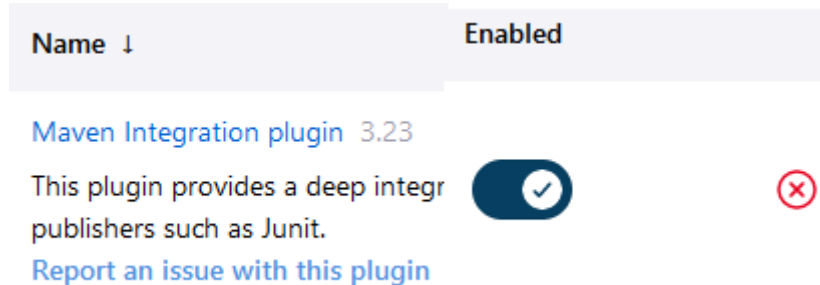 Name ↓ Enabled
Maven Integration plugin 3.23
This plugin provides a deep integr
publishers such as Junit.
Report an issue with this plugin